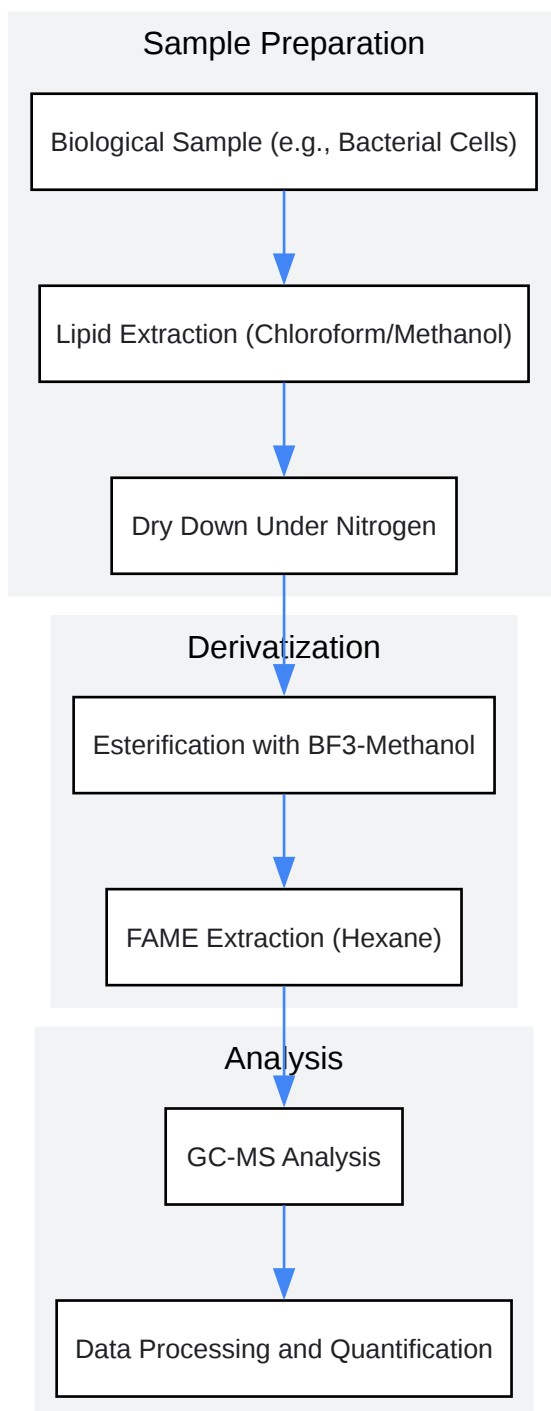 Sample Preparation
Biological Sample (e.g., Bacterial Cells)
Lipid Extraction (Chloroform/Methanol)
Dry Down Under Nitrogen
Derivatization
Esterification with BF3-Methanol
FAME Extraction (Hexane)
Analysis
GC-MS Analysis
Data Processing and Quantification